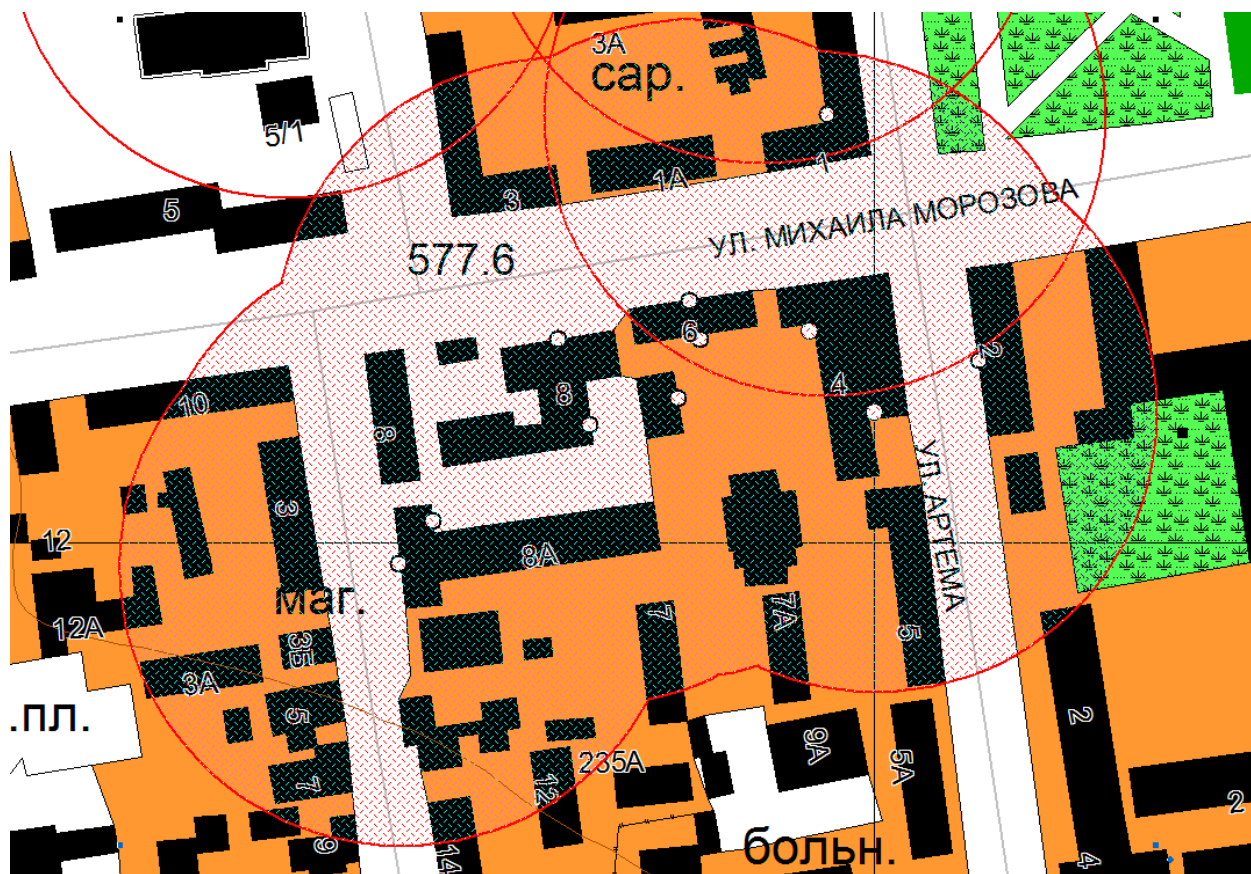 3А
сар.
5/1
5
3
1А
1
577.6
УЛ. МИХАИЛА МОРОЗОВА
6
2
10
8
8
4
УЛ. АРТЕМА
3
12
8А
маг.
12А
7
7А
5
3Б
3А
5
.пл.
2
235А
9А
5А
7
12
2
9
14
больн.
4